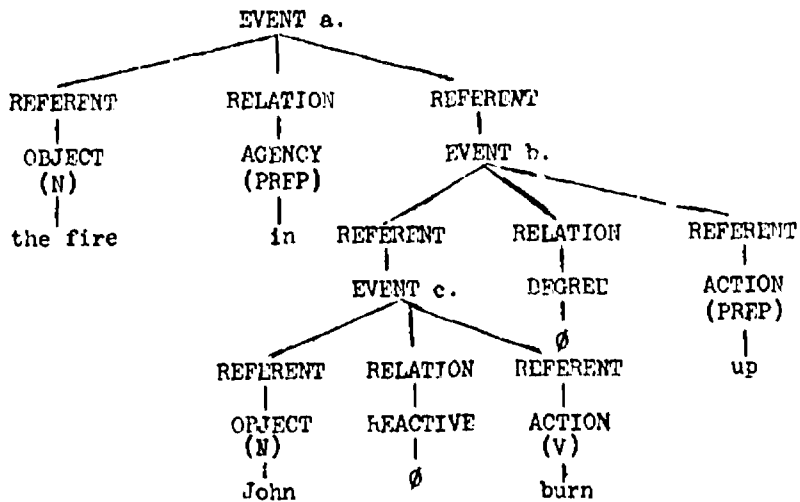 EVENT a.
REFERENT RELATION REFERENT
OBJECT AGENCY EVENT b.
(N) (PREP)
the fire in REFERENT RELATION REFERENT
EVENT c. DEGREE ACTION
(PREP)
∅
REFERENT RELATION REFERENT up
OBJECT REACTIVE ACTION
(N) (V)
John ∅ burn